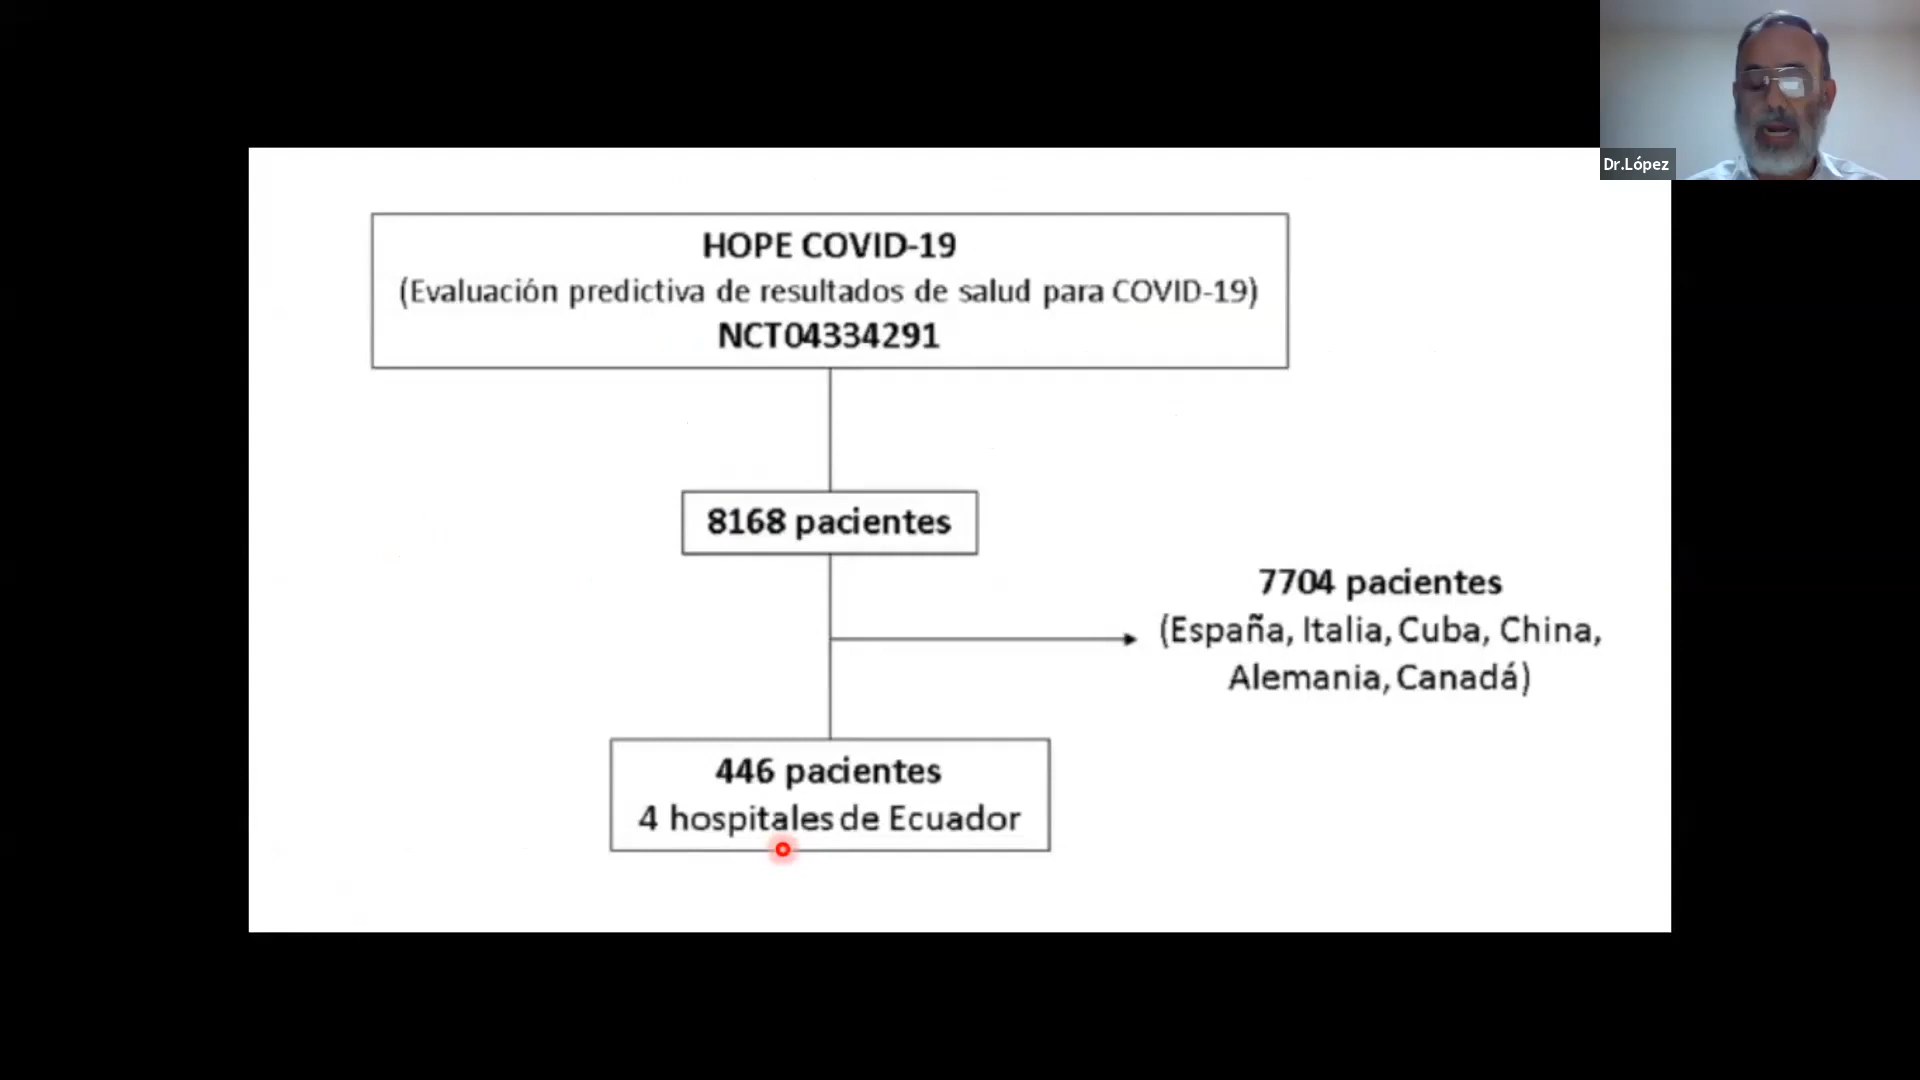 Dr.López
HOPE COVID-19
(Evaluación predictiva de resultados de salud para COVID-19)
NCT04334291
8168 pacientes
7704 pacientes
(España, Italia, Cuba, China,
Alemania, Canadá)
446 pacientes
4 hospitales de Ecuador